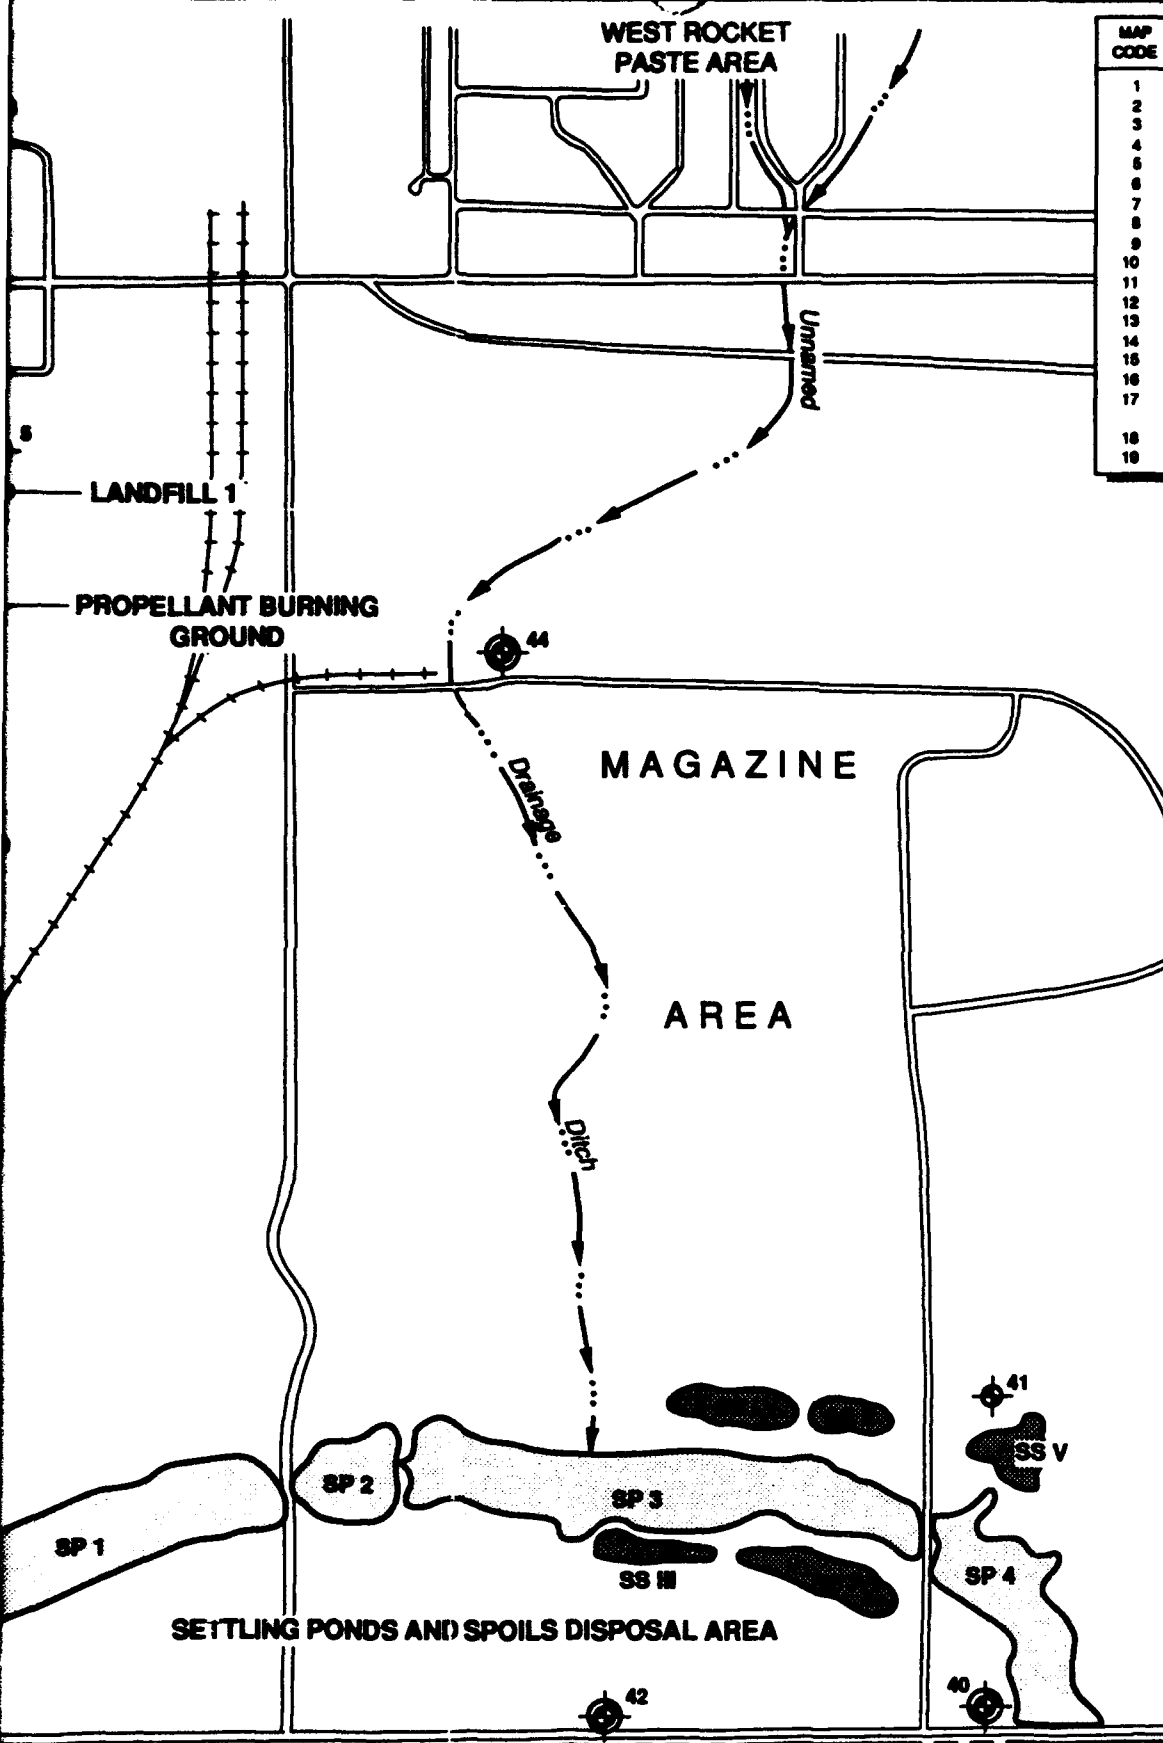 WEST ROCKET
PASTE AREA
MAP
CODE
1
2
3
4
5
6
7
8
9
10
11
12
13
14
15
16
17
18
19
Unnamed
5
LANDFILL 1
PROPELLANT BURNING
GROUND
44
MAGAZINE
Drainage
AREA
Ditch
41
SS V
SP 2
SP 3
SP 1
SP 4
SS III
SETTLING PONDS AND SPOILS DISPOSAL AREA
42
40